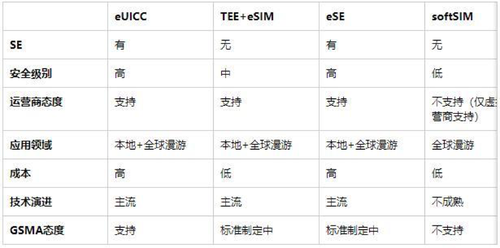 eUICC TEE+eSIM eSE softSIM
SE 有 无 有 无
安全级别 高 中 高 低
运营商态度 支持 支持 支持 不支持（仅虚
营商支持）
应用领域 本地+全球漫游 本地+全球漫游 本地+全球漫游 全球漫游
成本 高 低 高 低
技术演进 主流 主流 主流 不成熟
GSMA态度 支持 标准制定中 标准制定中 不支持